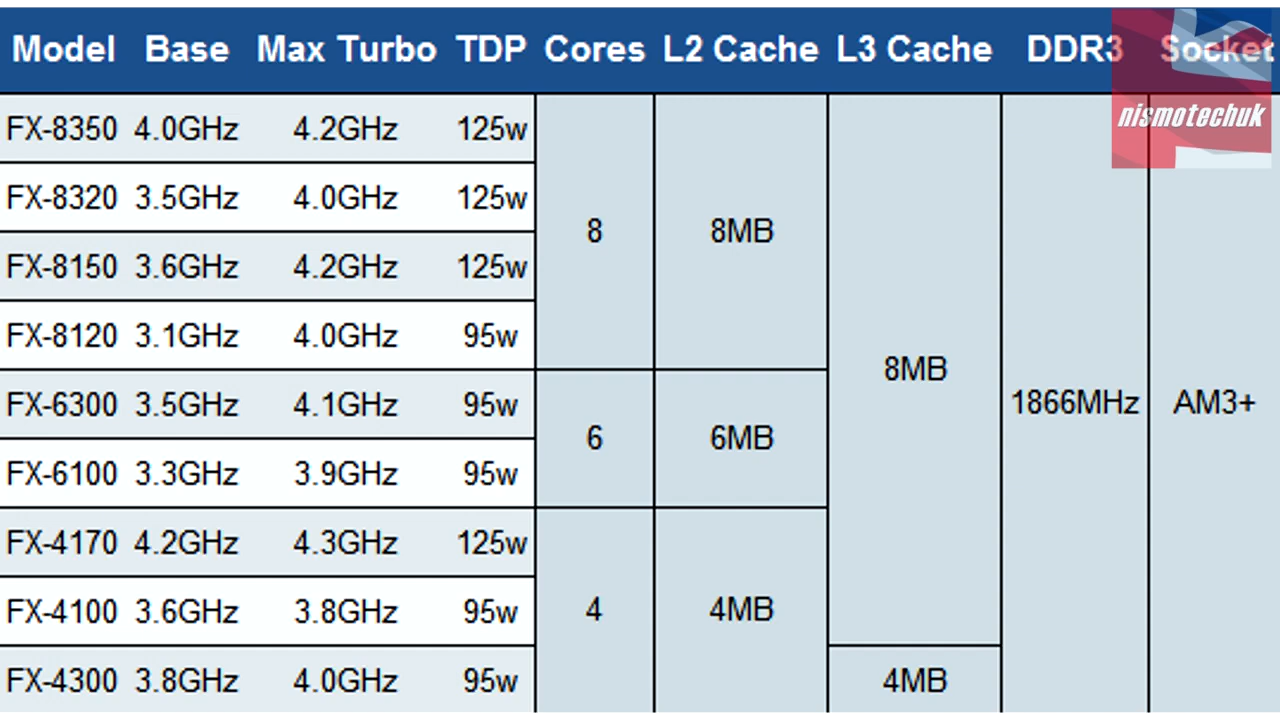 Model Base Max Turbo TDP Cores L2 Cache L3 Cache DDR3 Socket
nismotechuk
FX-8350 4.0GHz 4.2GHz 125w
FX-8320 3.5GHz 4.0GHz 125w
8 8MB
FX-8150 3.6GHz 4.2GHz 125w
FX-8120 3.1GHz 4.0GHz 95w
8MB
FX-6300 3.5GHz 4.1GHz 95w
1866MHz AM3+
6 6MB
FX-6100 3.3GHz 3.9GHz 95w
FX-4170 4.2GHz 4.3GHz 125w
FX-4100 3.6GHz 3.8GHz 95w 4 4MB
FX-4300 3.8GHz 4.0GHz 95w 4MB